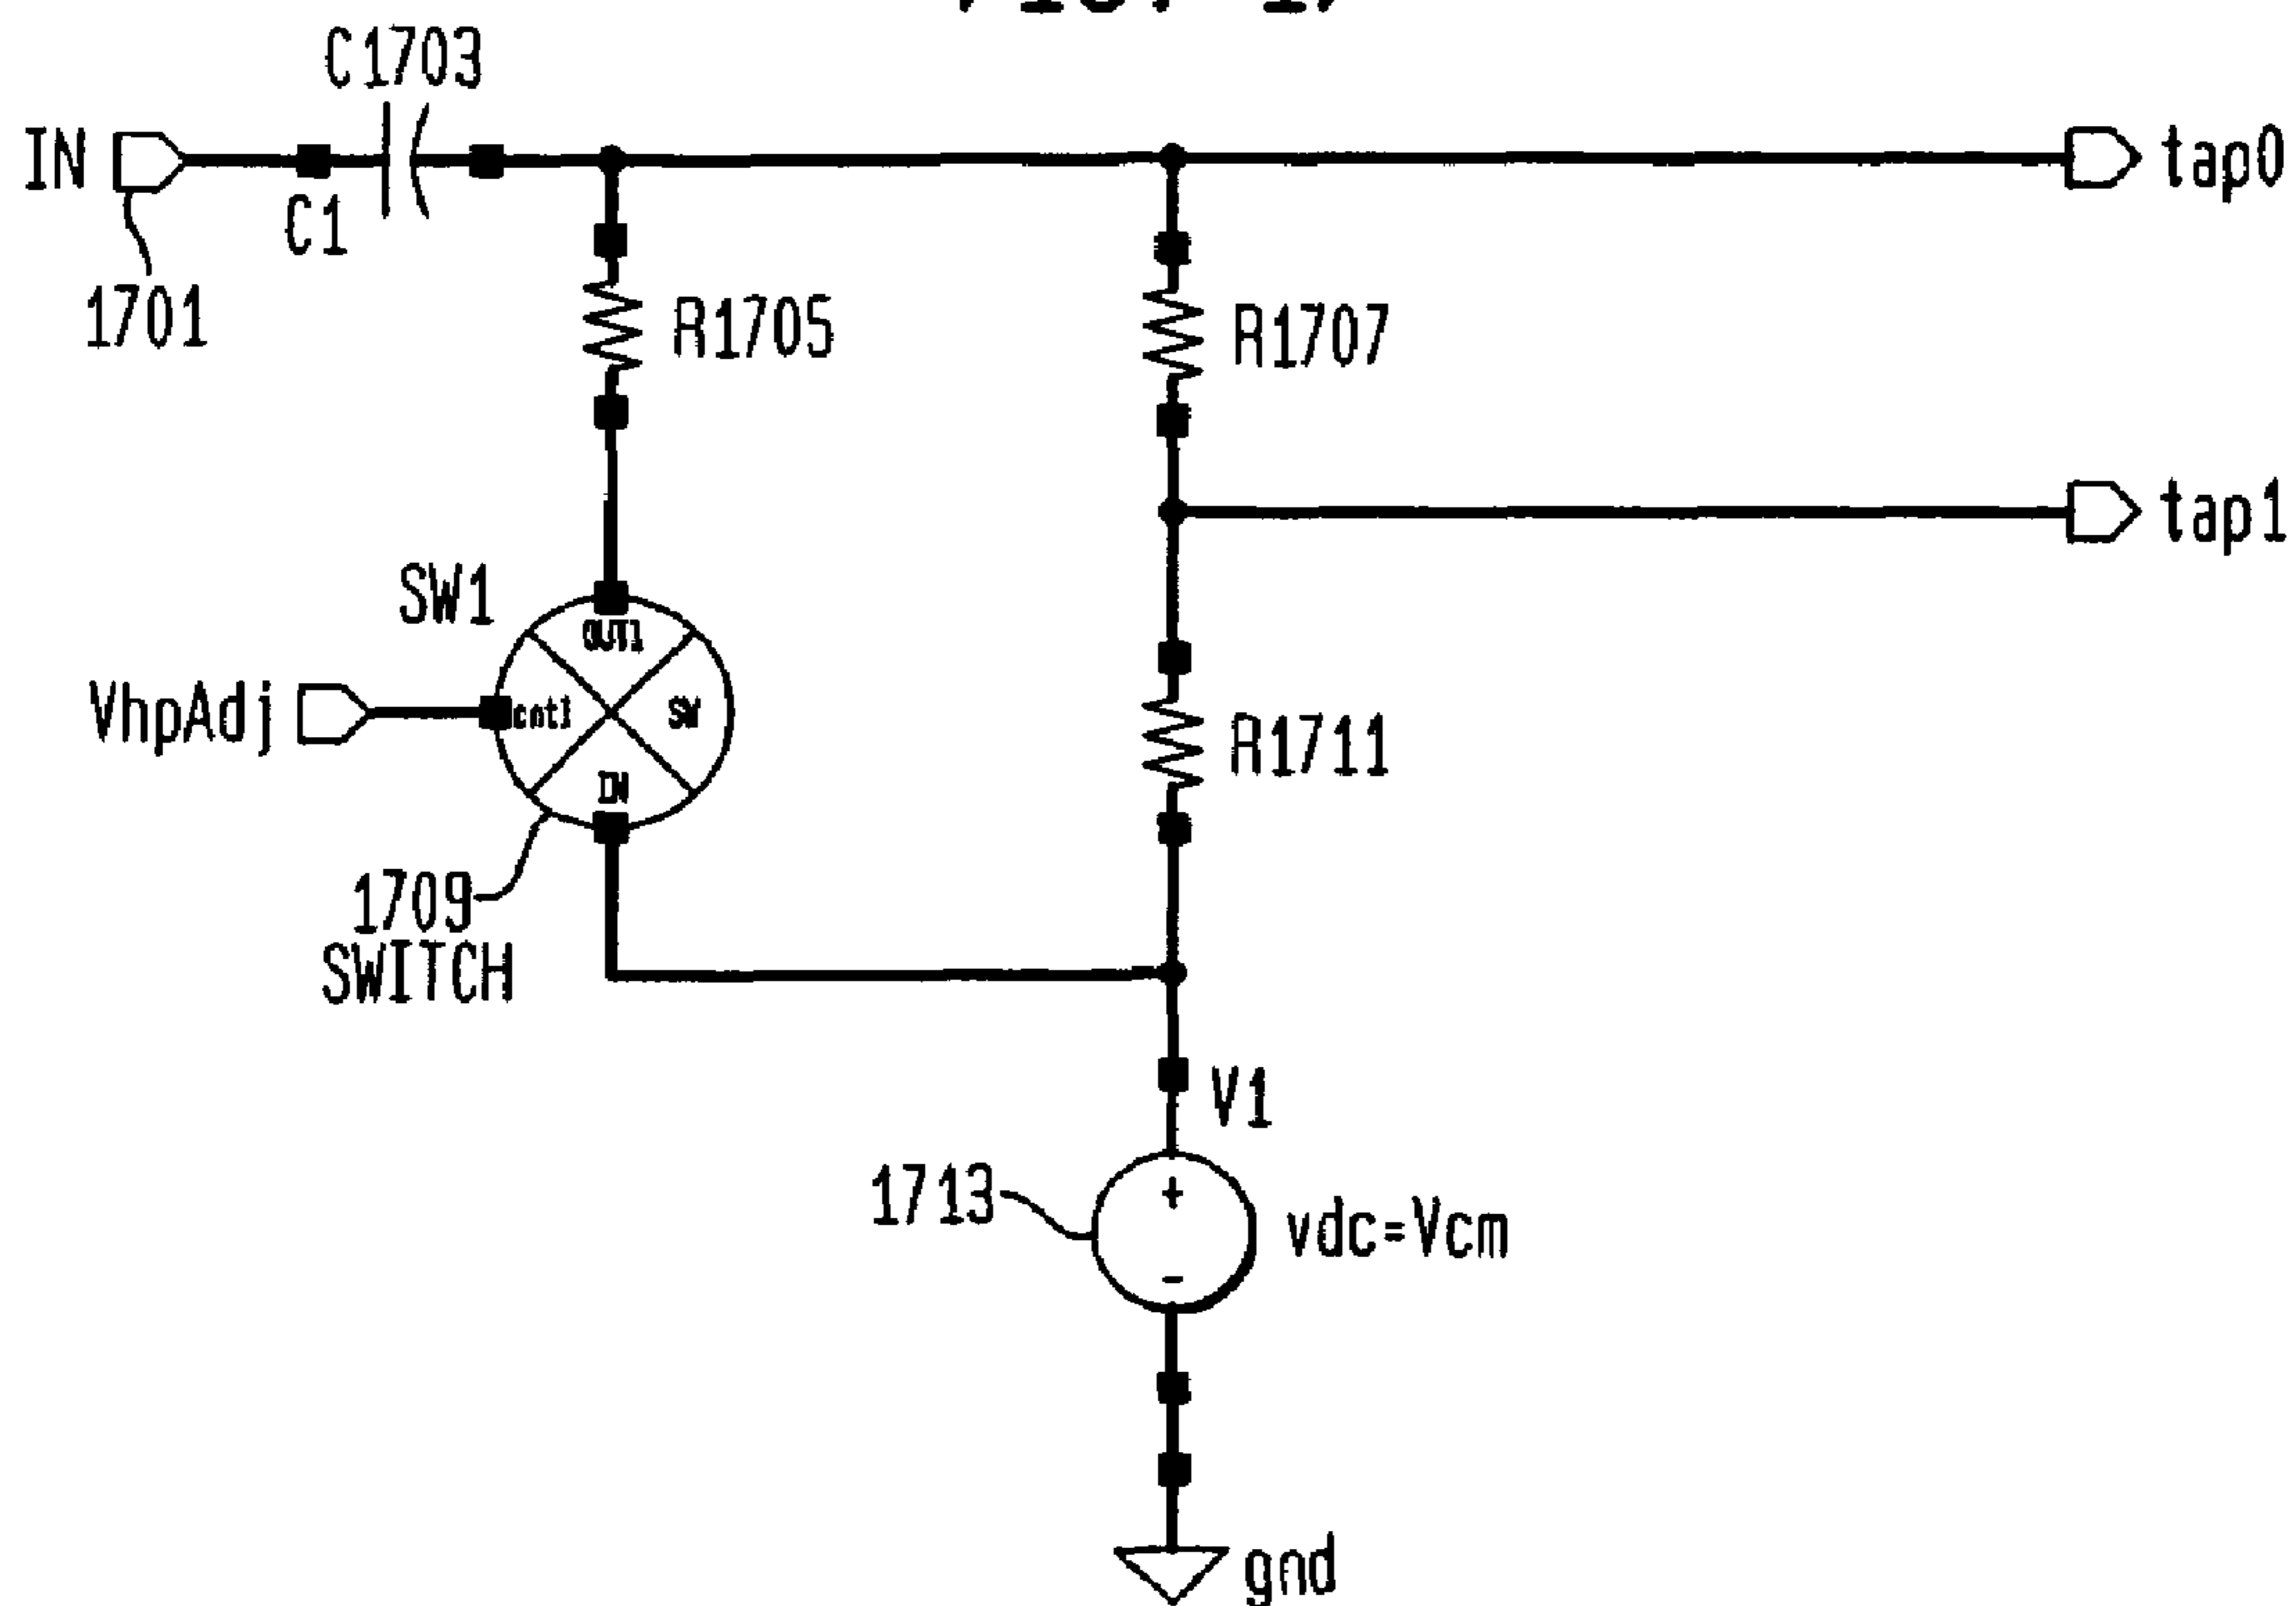 C1703
IN
tap0
C1
1701
R1705
R1707
tap1
SW1
OUT1
VhpAdj
SW
R1711
IN
1709
SWITCH
V1
1713
+
vdc=Vcm
-
gnd